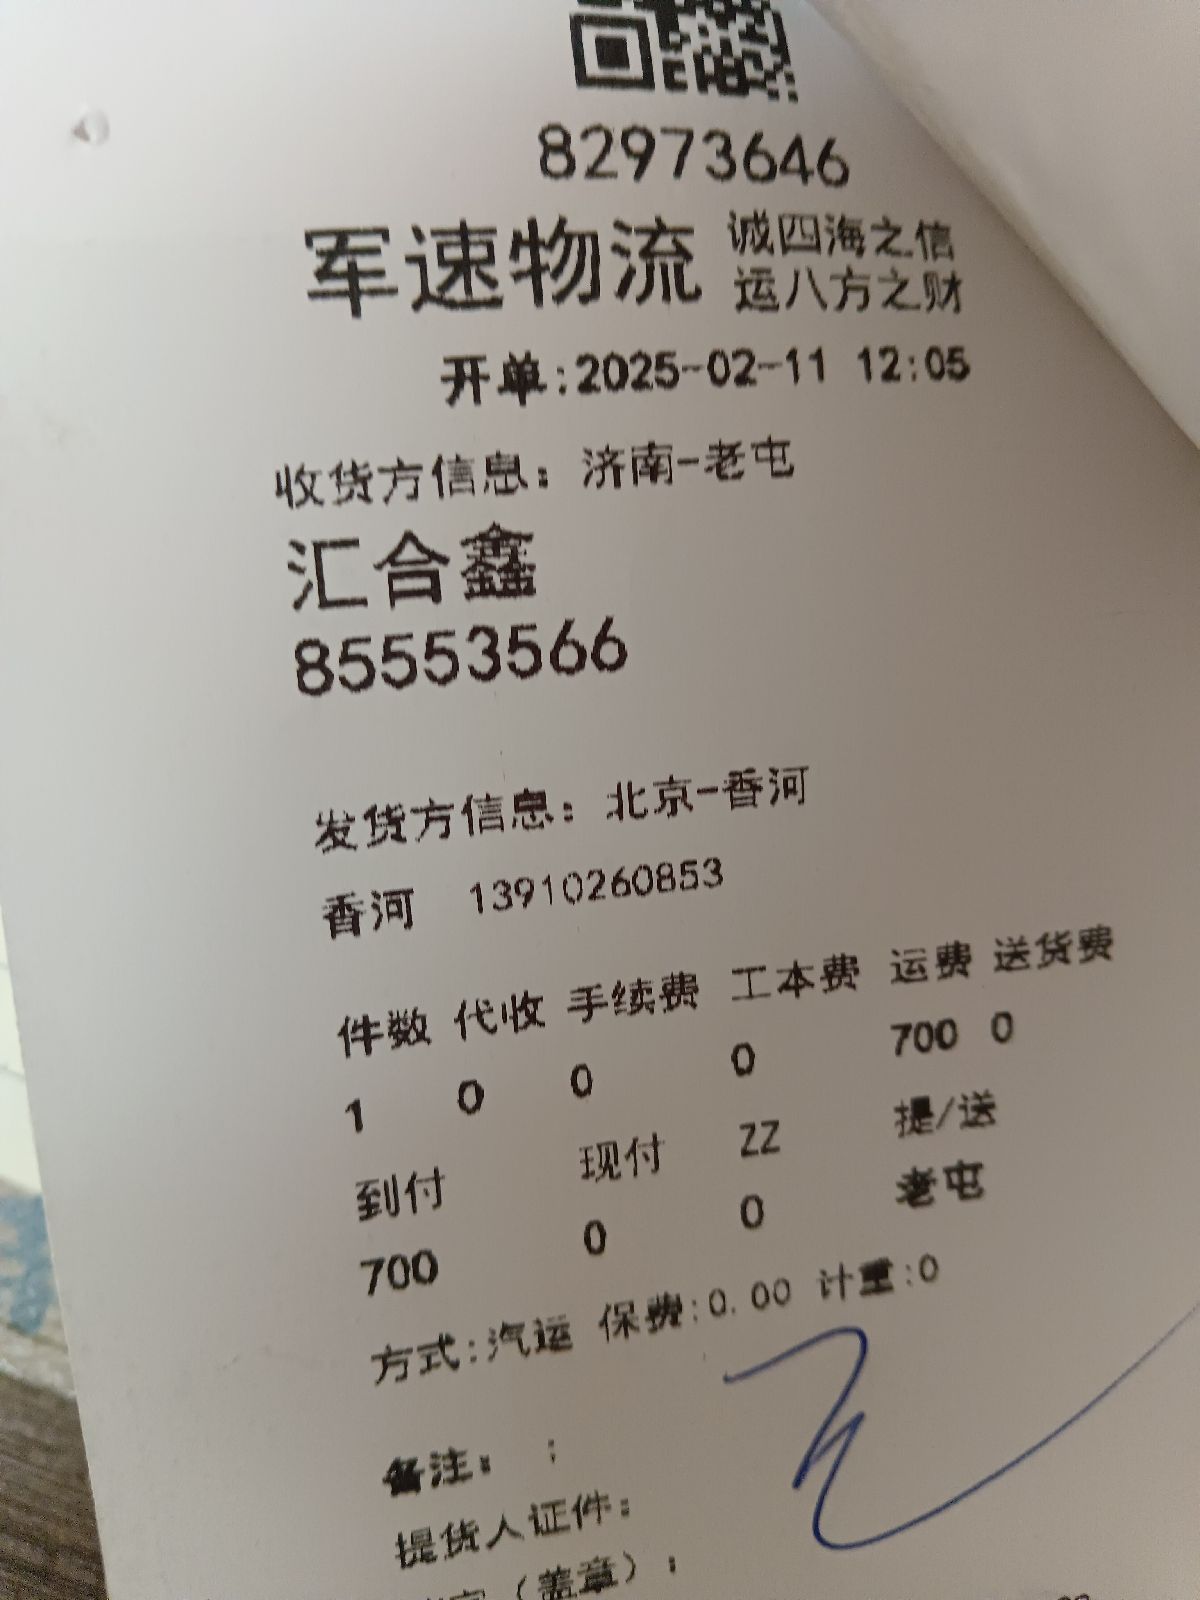 82973646
军速物流 诚四海之信
运八方之财
开单:2025-02-11 12:05
收货方信息: 济南-老屯
汇合鑫
85553566
发货方信息: 北京-香河
香河 13910260853
件数 代收 手续费 工本费 运费 送货费
1 0 0 0 700 0
到付 现付 ZZ 提/送
700 0 0 老屯
方式:汽运 保费:0.00 计重:0
备注: :
提货人证件:
(盖章):